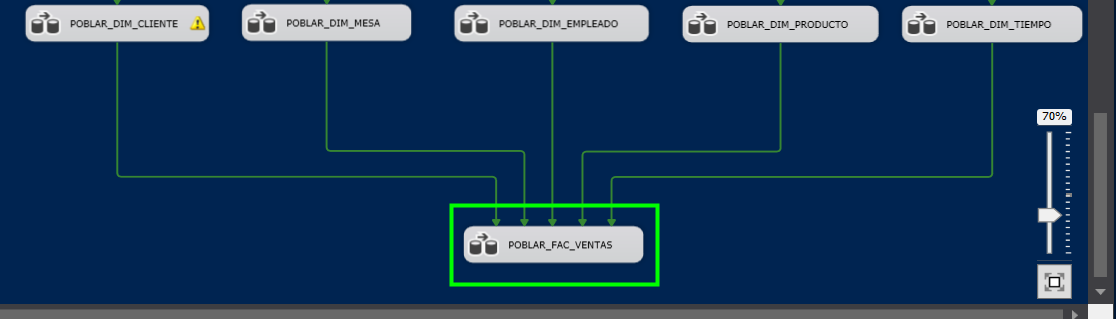 POBLAR_DIM_CLIENTE
POBLAR_DIM_MESA
POBLAR_DIM_EMPLEADO
POBLAR_DIM_PRODUCTO
POBLAR_DIM_TIEMPO
70%
POBLAR_FAC_VENTAS